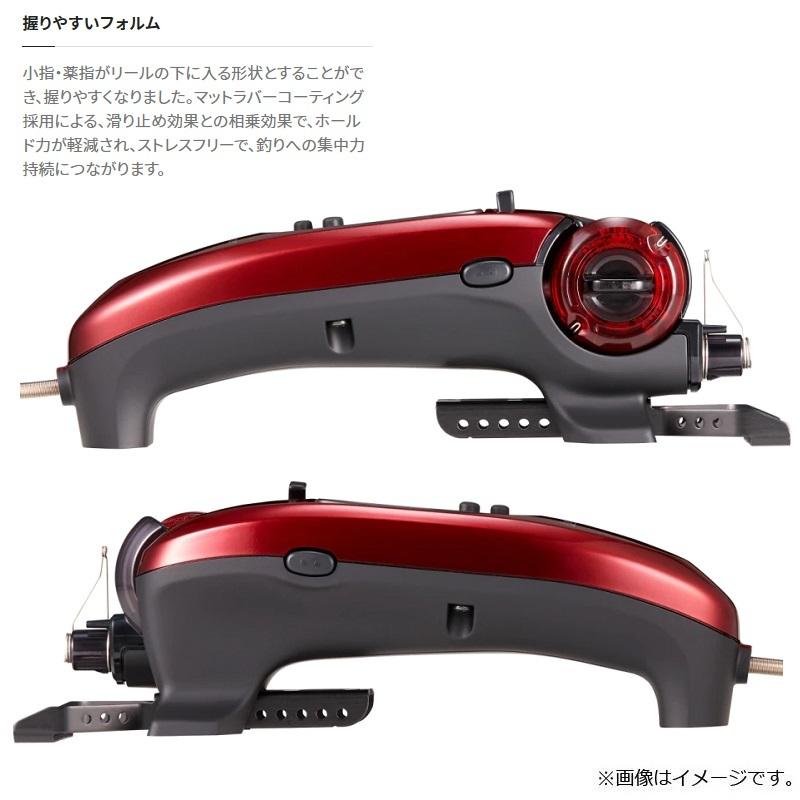 握りやすいフォルム
小指・薬指がリールの下に入る形状とすることがで
き、握りやすくなりました。マットラバーコーティング
採用による、滑り止め効果との相乗効果で、ホール
ド力が軽減され、ストレスフリーで、釣りへの集中力
持続につながります。
※画像はイメージです。